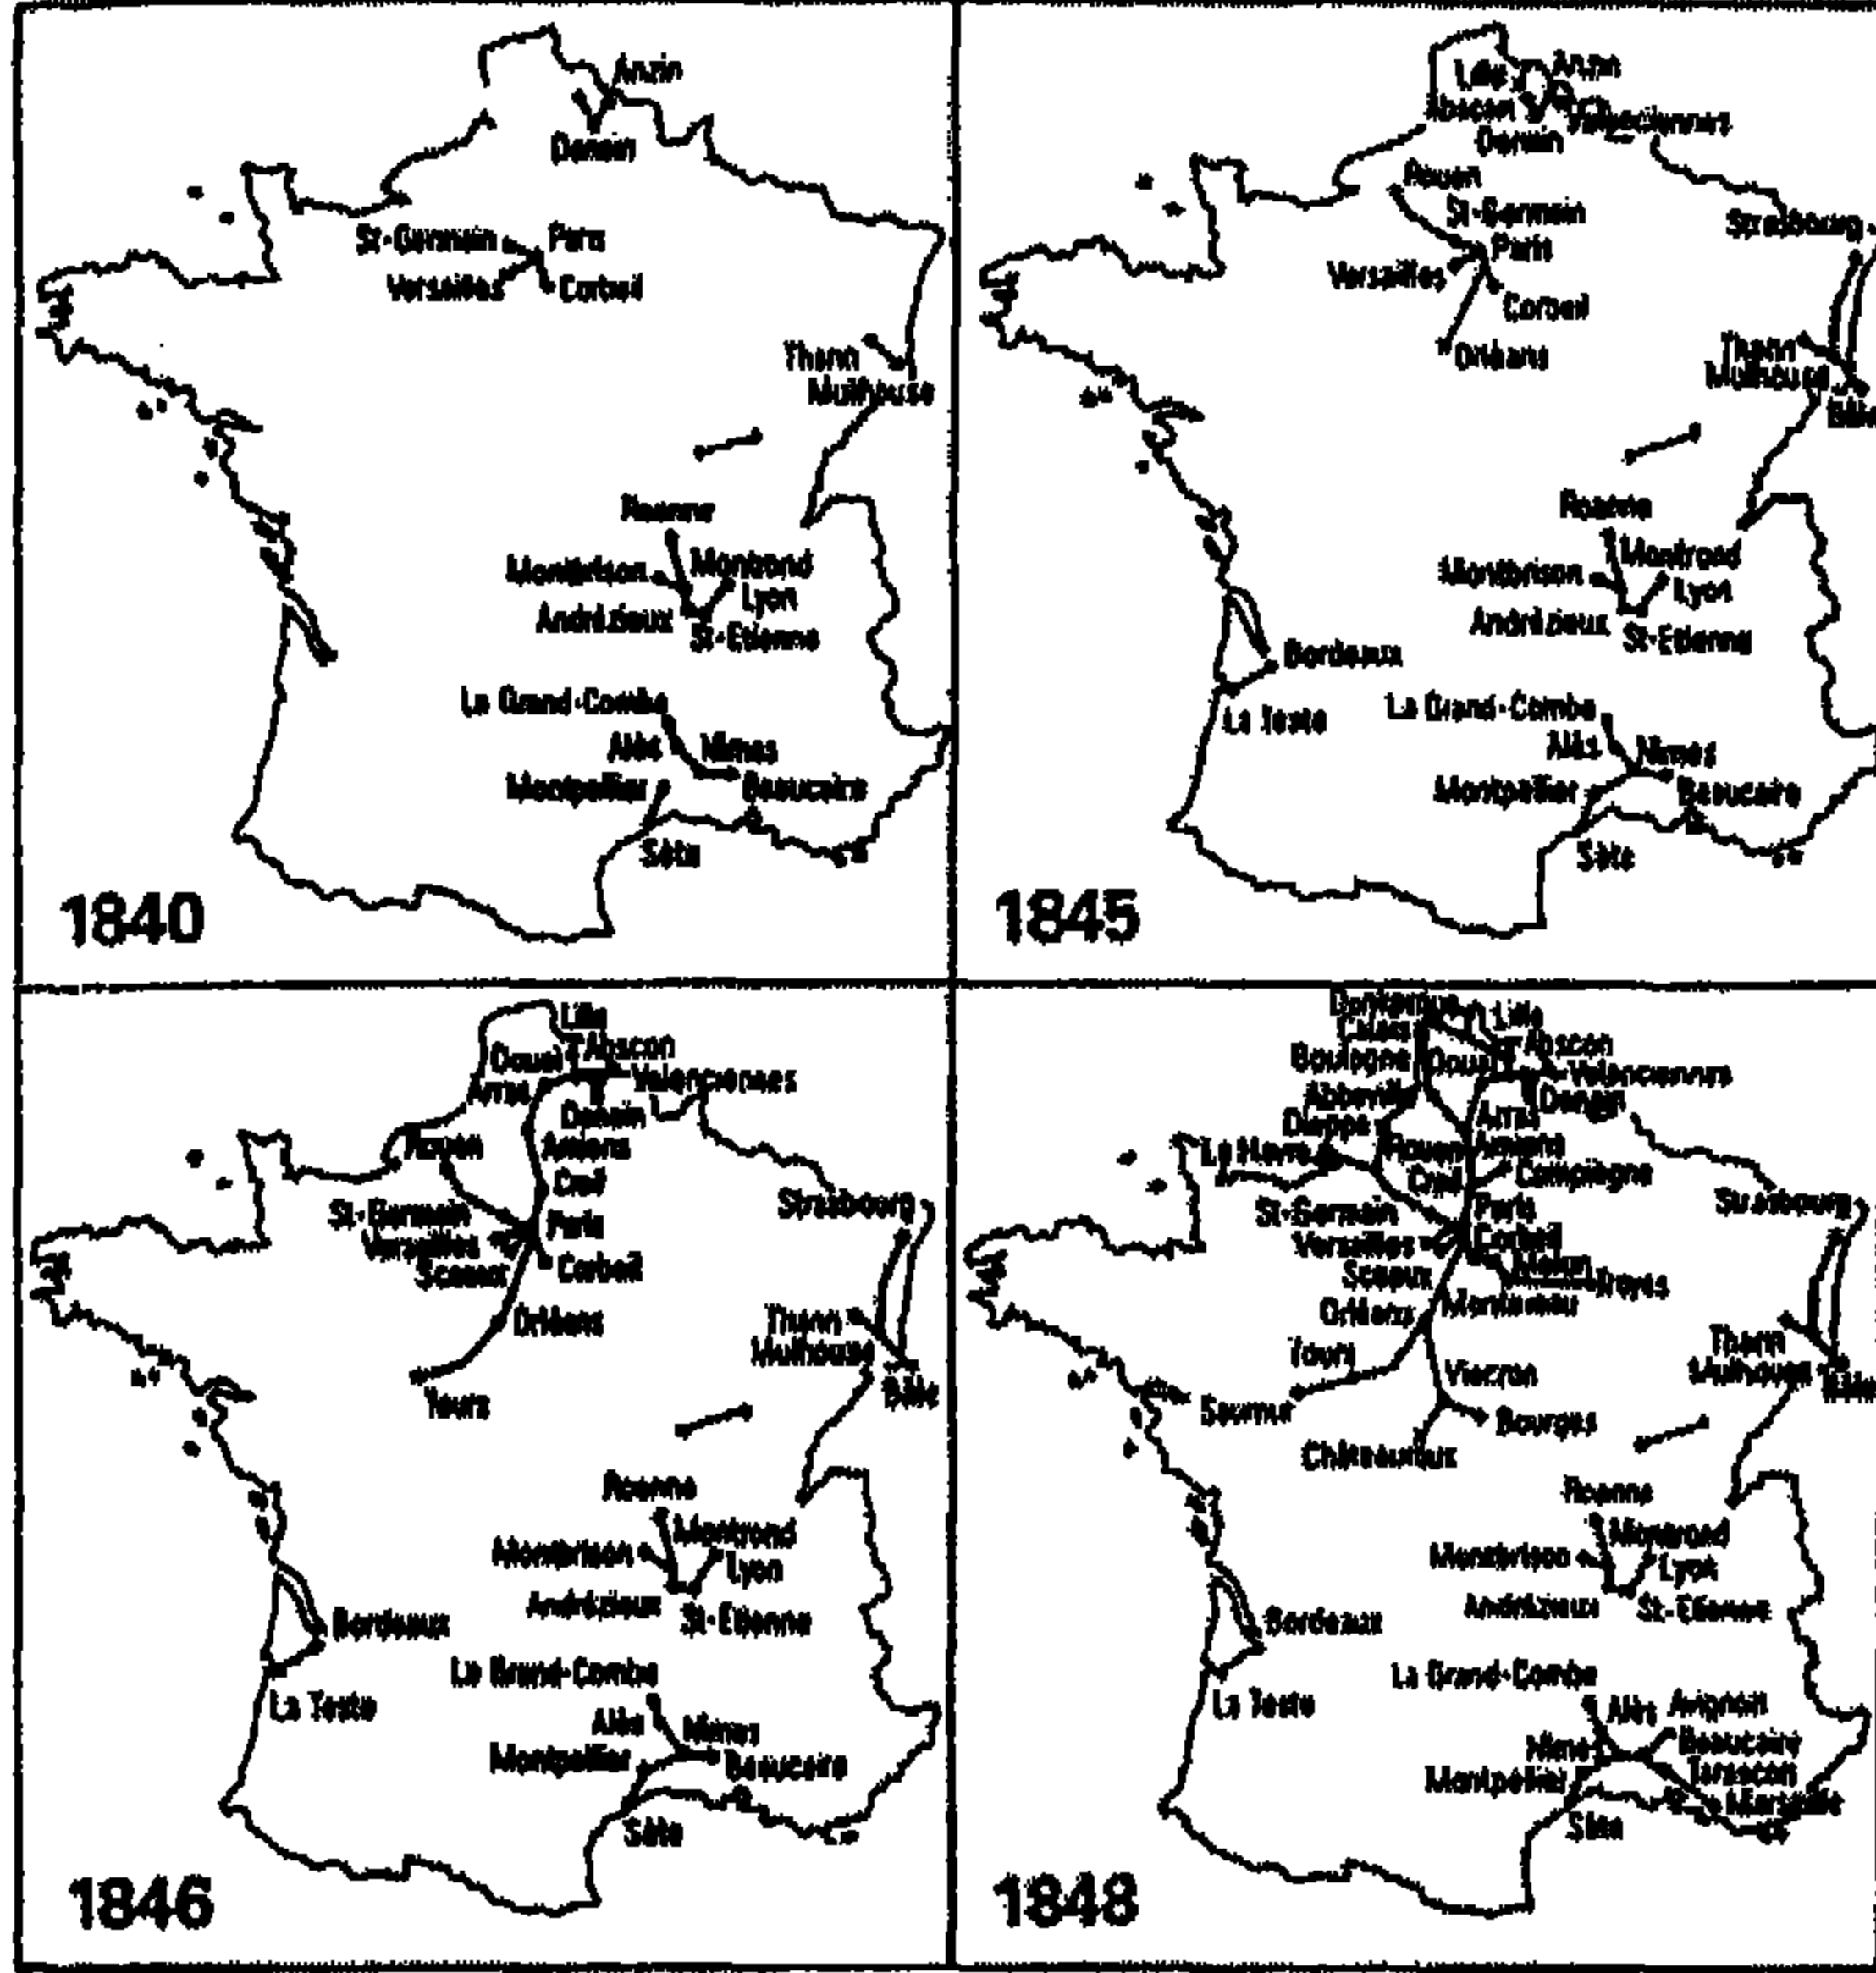 Anzin
Denain
St-Germain
Paris
Versailles
Corbeil
Thann
Mulhouse
Roanne
Montbrison
Montrond
Lyon
Andrézieux
St-Etienne
La Grand-Combe
Alès
Nîmes
Montpellier
Beaucaire
Sète
1840
Lille
Anzin
Abscon
Valenciennes
Denain
Rouen
St-Germain
Strasbourg
Paris
Versailles
Corbeil
Orléans
Thann
Mulhouse
Roanne
Montrond
Montbrison
Lyon
Andrézieux
St-Etienne
Bordeaux
La Teste
La Grand-Combe
Alès
Nîmes
Montpellier
Beaucaire
Sète
1845
Lille
Abscon
Douai
Valenciennes
Arras
Denain
Rouen
Amiens
Creil
Strasbourg
St-Germain
Paris
Versailles
Sceaux
Corbeil
Orléans
Thann
Mulhouse
Bâle
Tours
Roanne
Montrond
Montbrison
Lyon
Andrézieux
St-Etienne
Bordeaux
La Teste
La Grand-Combe
Alès
Nîmes
Montpellier
Beaucaire
Sète
1846
Lille
Abscon
Boulogne
Douai
Valenciennes
Abbeville
Denain
Arras
Dieppe
Amiens
Le Havre
Rouen
Creil
Compiègne
St-Germain
Paris
Strasbourg
Versailles
Corbeil
Melun
Sceaux
Troyes
Orléans
Montereau
Tours
Thann
Mulhouse
Vierzon
Saumur
Bourges
Châteauroux
Roanne
Montrond
Montbrison
Lyon
Andrézieux
St-Etienne
Bordeaux
La Teste
La Grand-Combe
Alès
Avignon
Nîmes
Beaucaire
Tarascon
Montpellier
Sète
1848